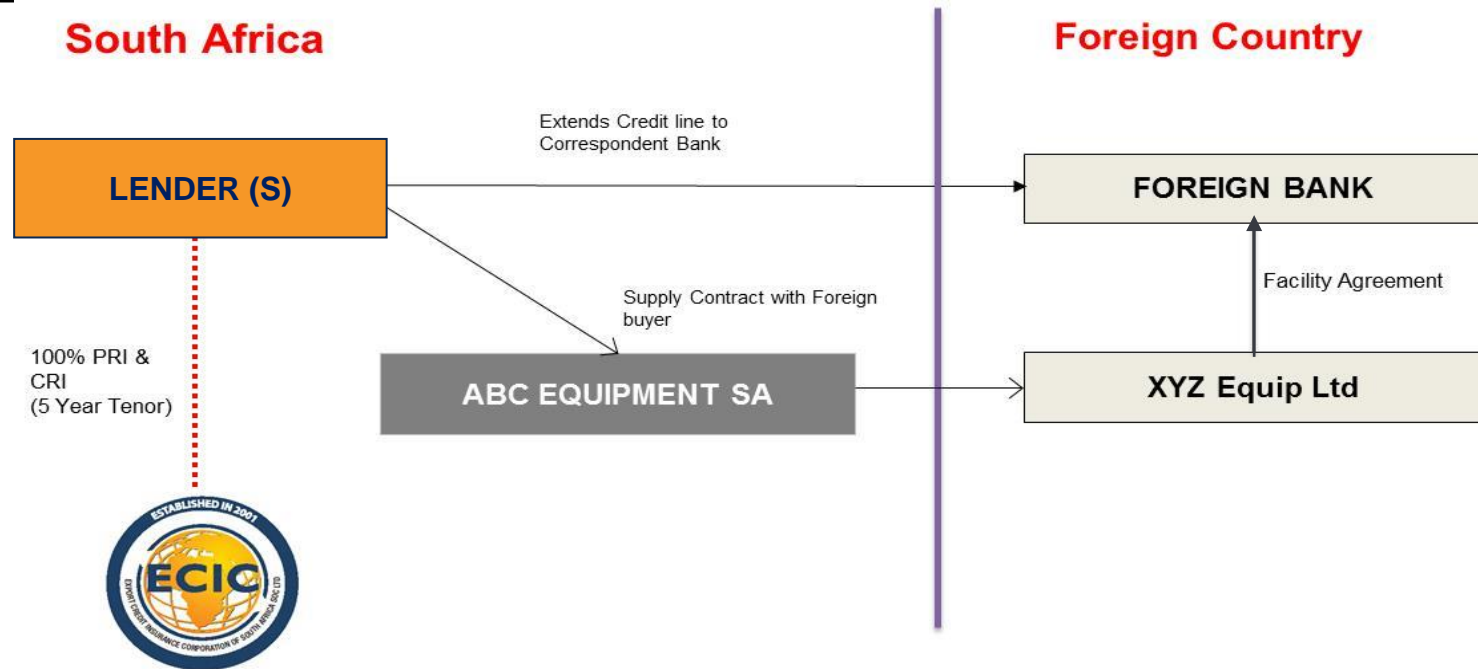 South Africa
Foreign Country
Extends Credit line to
Correspondent Bank
LENDER (S)
FOREIGN BANK
Facility Agreement
Supply Contract with Foreign
buyer
100% PRI &
CRI
(5 Year Tenor)
ABC EQUIPMENT SA
XYZ Equip Ltd
ESTABLISHED IN 2001
ECIC
EXPORT CREDIT INSURANCE CORPORATION OF SOUTH AFRICA SOC LTD